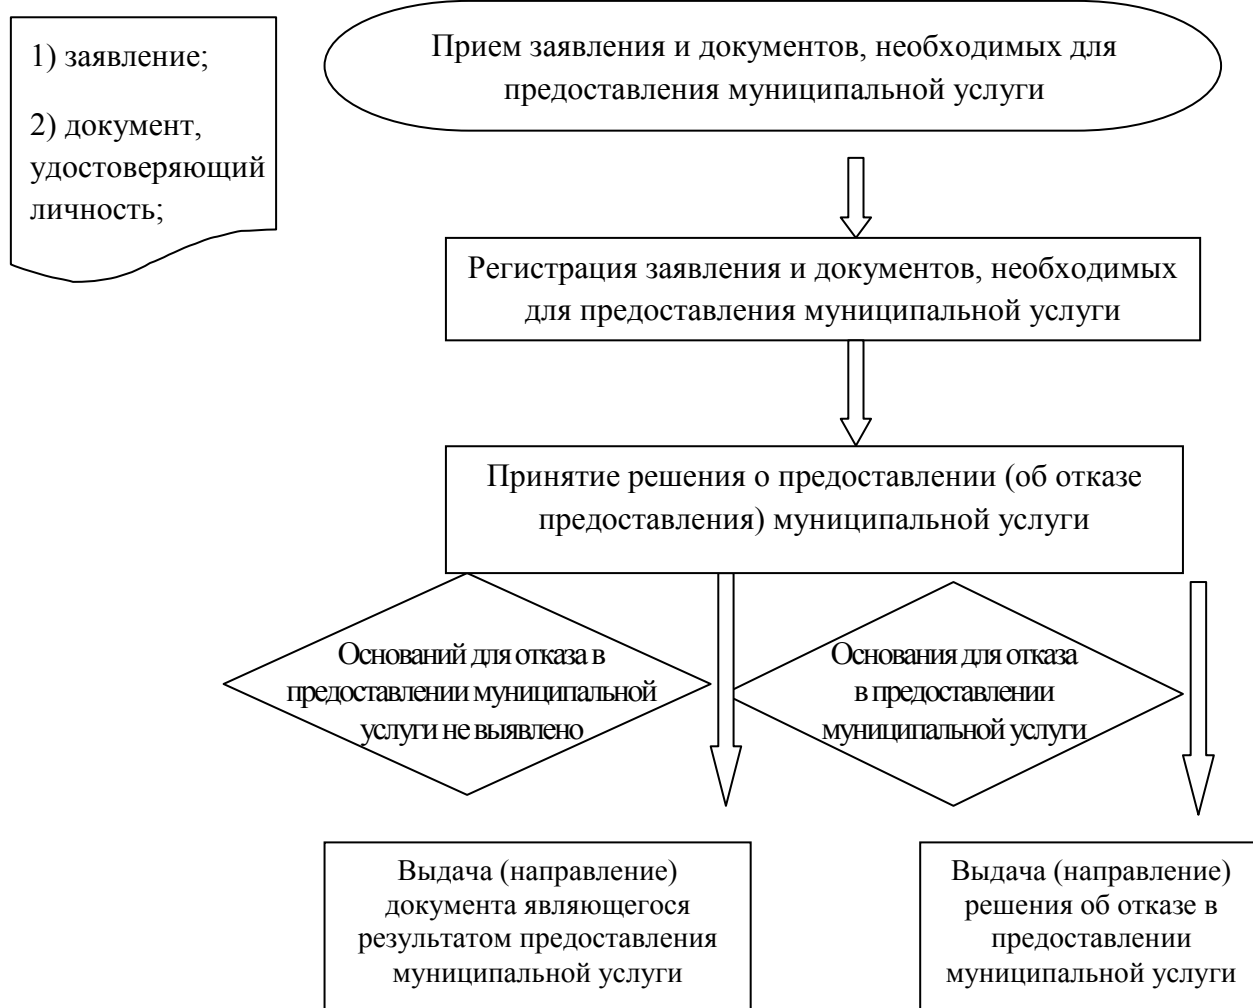 1) заявление;
2) документ,
удостоверяющий
личность;
Прием заявления и документов, необходимых для
предоставления муниципальной услуги
Регистрация заявления и документов, необходимых
для предоставления муниципальной услуги
Принятие решения о предоставлении (об отказе
предоставления) муниципальной услуги
Оснований для отказа в
предоставлении муниципальной
услуги не выявлено
Основания для отказа
в предоставлении
муниципальной услуги
Выдача (направление)
документа являющегося
результатом предоставления
муниципальной услуги
Выдача (направление)
решения об отказе в
предоставлении
муниципальной услуги